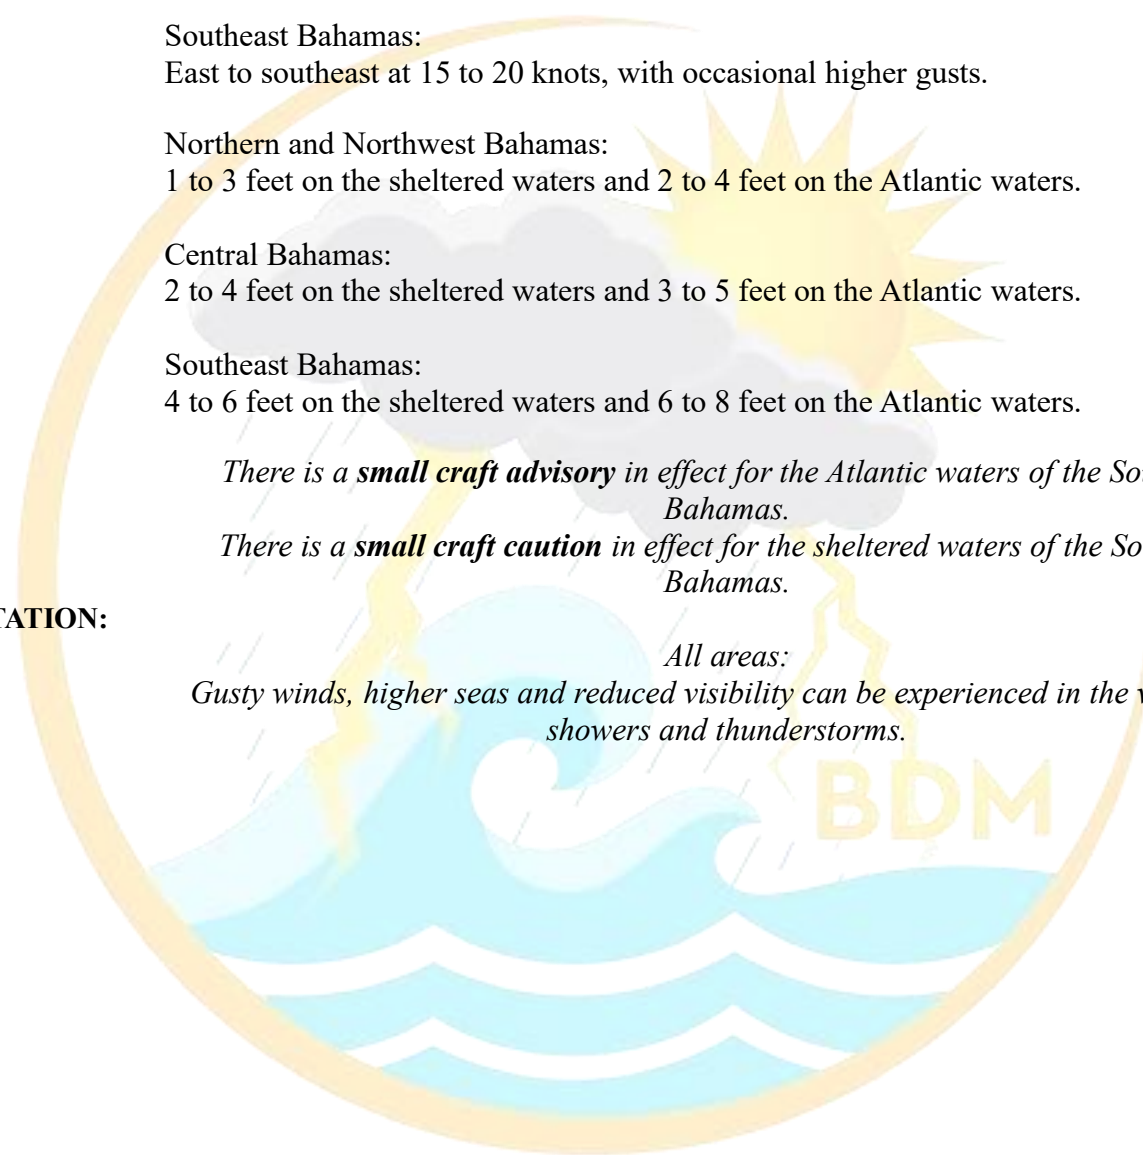 Southeast Bahamas:
East to southeast at 15 to 20 knots, with occasional higher gusts.
Northern and Northwest Bahamas:
1 to 3 feet on the sheltered waters and 2 to 4 feet on the Atlantic waters.
Central Bahamas:
2 to 4 feet on the sheltered waters and 3 to 5 feet on the Atlantic waters.
Southeast Bahamas:
4 to 6 feet on the sheltered waters and 6 to 8 feet on the Atlantic waters.
There is a small craft advisory in effect for the Atlantic waters of the
Bahamas.
There is a small craft caution in effect for the sheltered waters of the
Bahamas.
TATION:
All areas:
Gusty winds, higher seas and reduced visibility can be experienced in the
showers and thunderstorms.
BDM